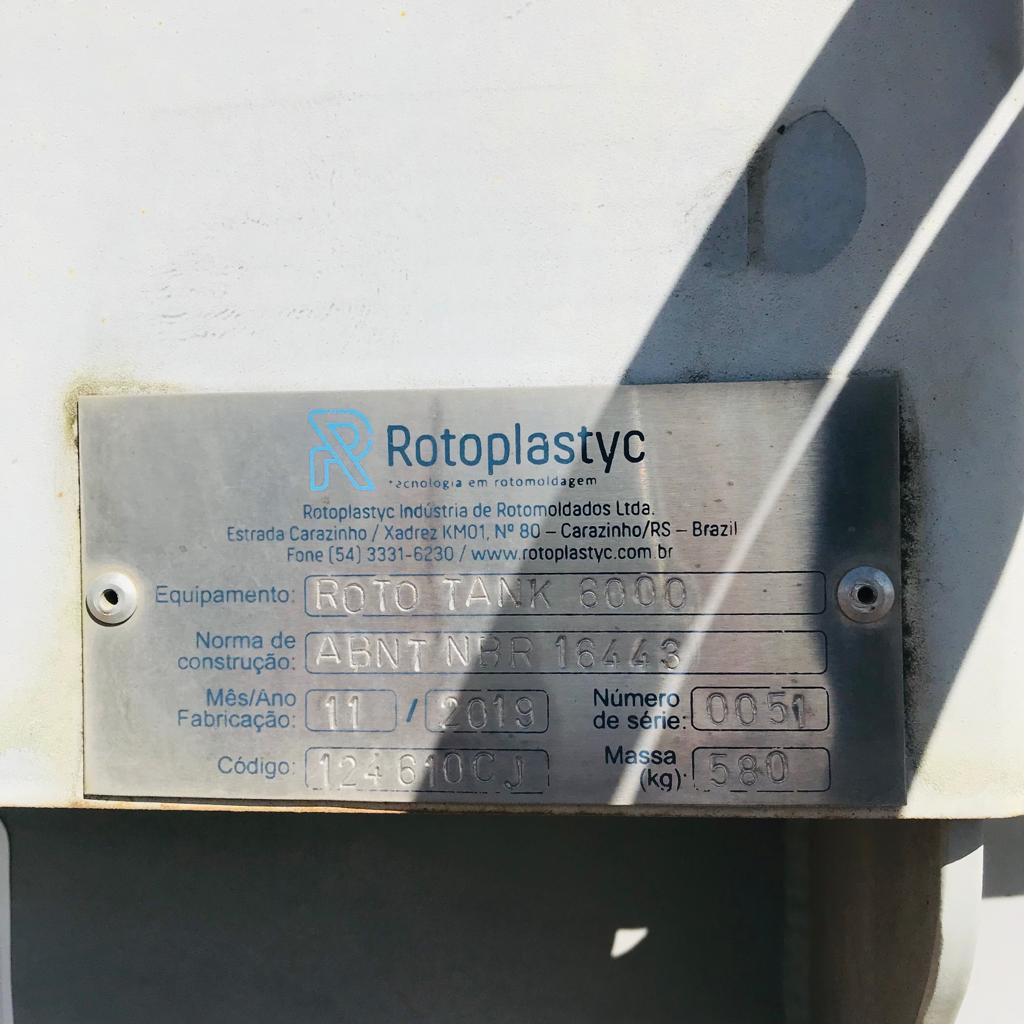 Rotoplastyc
tecnologia em rotomoldagem
Rotoplastyc Indústria de Rotomoldados Ltda.
Estrada Carazinho / Xadrez KM01, Nº 80 – Carazinho/RS – Brazil
Fone (54) 3331-6230 / www.rotoplastyc.com.br
Equipamento: ROTO TANK 6000
Norma de construção: ABNT NBR 16443
Mês/Ano Fabricação: 11 / 2019 Número de série: 0051
Código: 124610CJ Massa (kg): 580